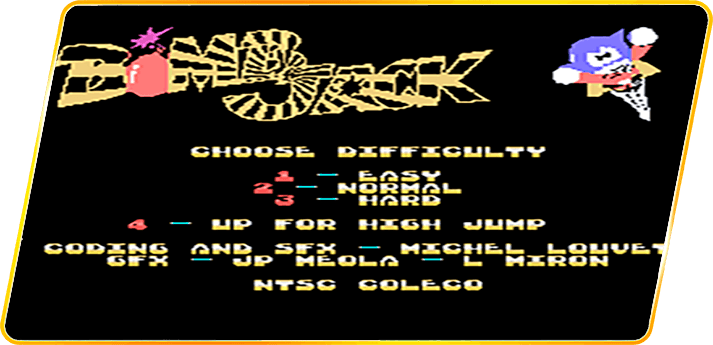 BOMB JACK
CHOOSE DIFFICULTY
1 - EASY
2 - NORMAL
3 - HARD
4 - UP FOR HIGH JUMP
CODING AND SFX - MICHEL LOUVET
GFX - JP MEOLA - L MIRON
NTSC COLECO